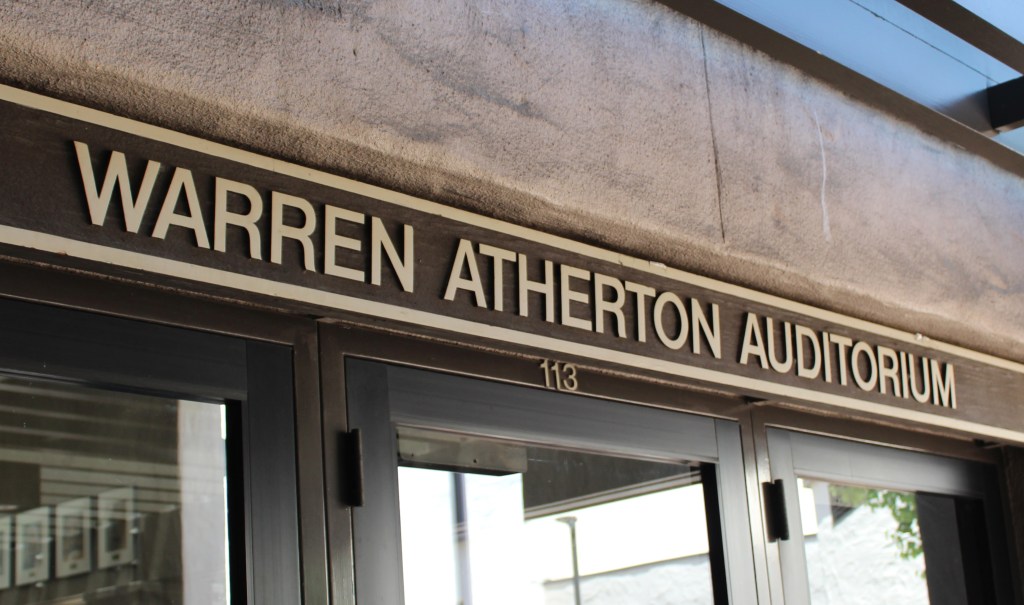 WARREN ATHERTON AUDITORIUM
113